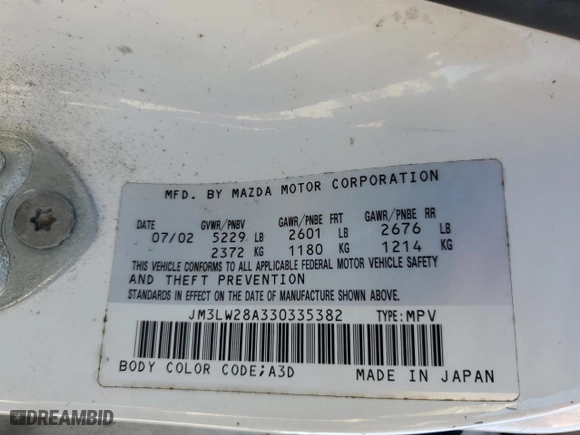 MFD. BY MAZDA MOTOR CORPORATION
DATE GVWR/PNBV GAWR/PNBE FRT GAWR/PNBE RR
07/02 5229 LB 2601 LB 2676 LB
2372 KG 1180 KG 1214 KG
THIS VEHICLE CONFORMS TO ALL APPLICABLE FEDERAL MOTOR VEHICLE SAFETY
AND THEFT PREVENTION
STANDARDS IN EFFECT ON THE DATE OF MANUFACTURE SHOWN ABOVE.
JM3LW28A330335382 TYPE:MPV
BODY COLOR CODE;A3D MADE IN JAPAN
DREAMBID